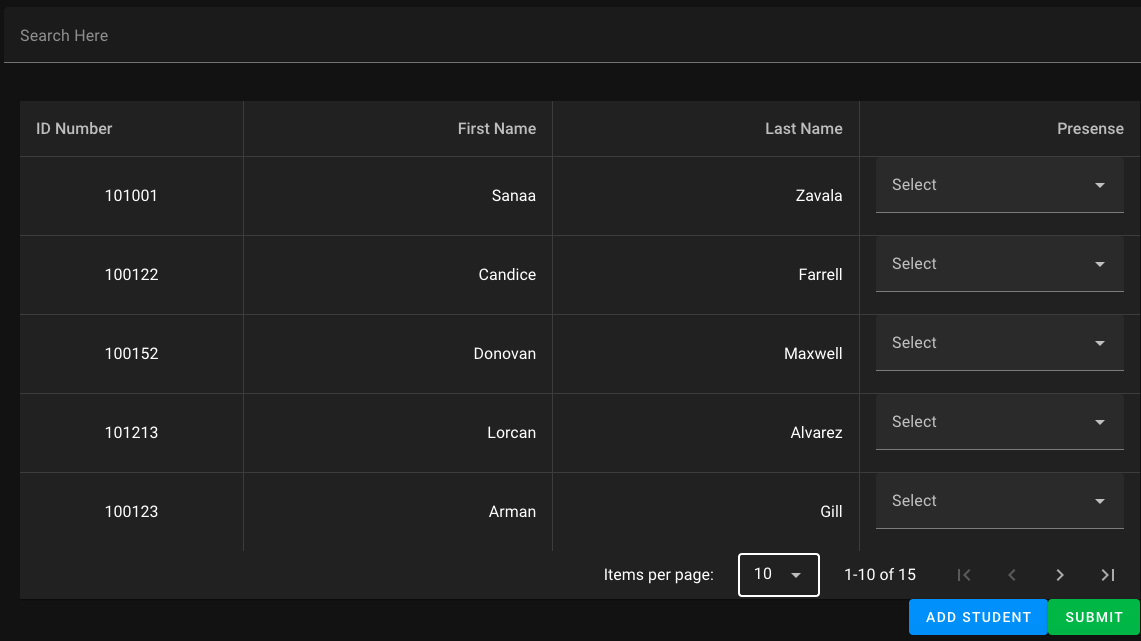 Search Here
ID Number First Name Last Name Presense
101001 Sanaa Zavala Select
100122 Candice Farrell Select
100152 Donovan Maxwell Select
101213 Lorcan Alvarez Select
100123 Arman Gill Select
Items per page: 10 1-10 of 15
ADD STUDENT SUBMIT